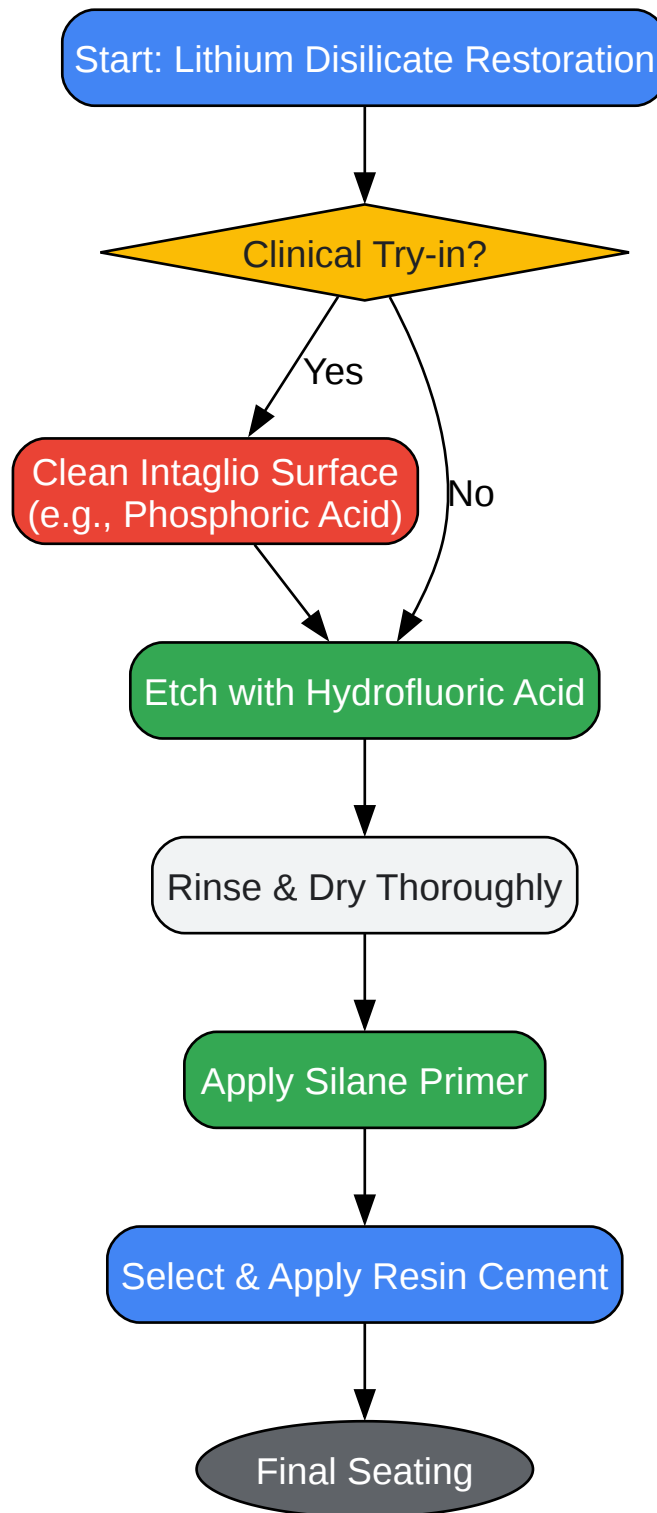 Start: Lithium Disilicate Restoration
Clinical Try-in?
Yes
Clean Intaglio Surface
(e.g., Phosphoric Acid)
No
Etch with Hydrofluoric Acid
Rinse & Dry Thoroughly
Apply Silane Primer
Select & Apply Resin Cement
Final Seating